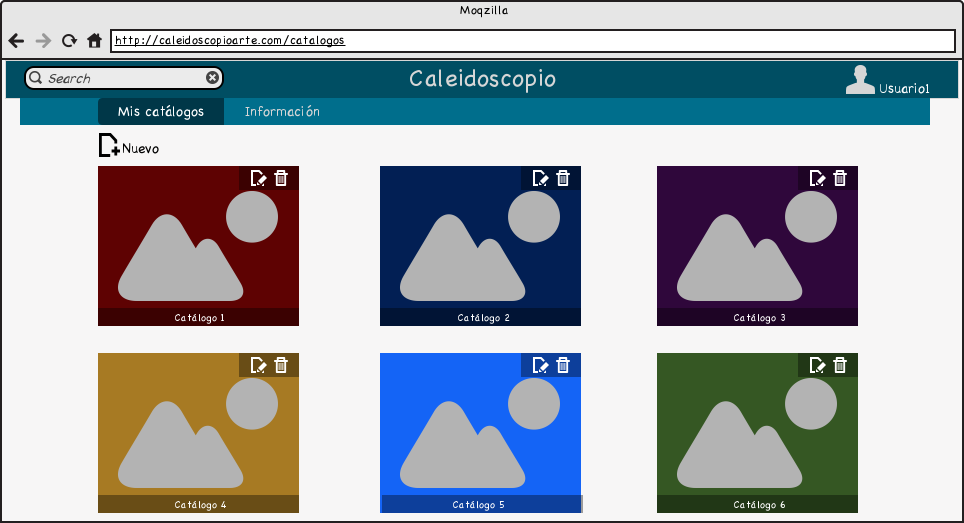 Moqzilla
http://caleidoscopioarte.com/catalogos
Search
Caleidoscopio
Usuario1
Mis catálogos
Información
Nuevo
Catálogo 1
Catálogo 2
Catálogo 3
Catálogo 4
Catálogo 5
Catálogo 6